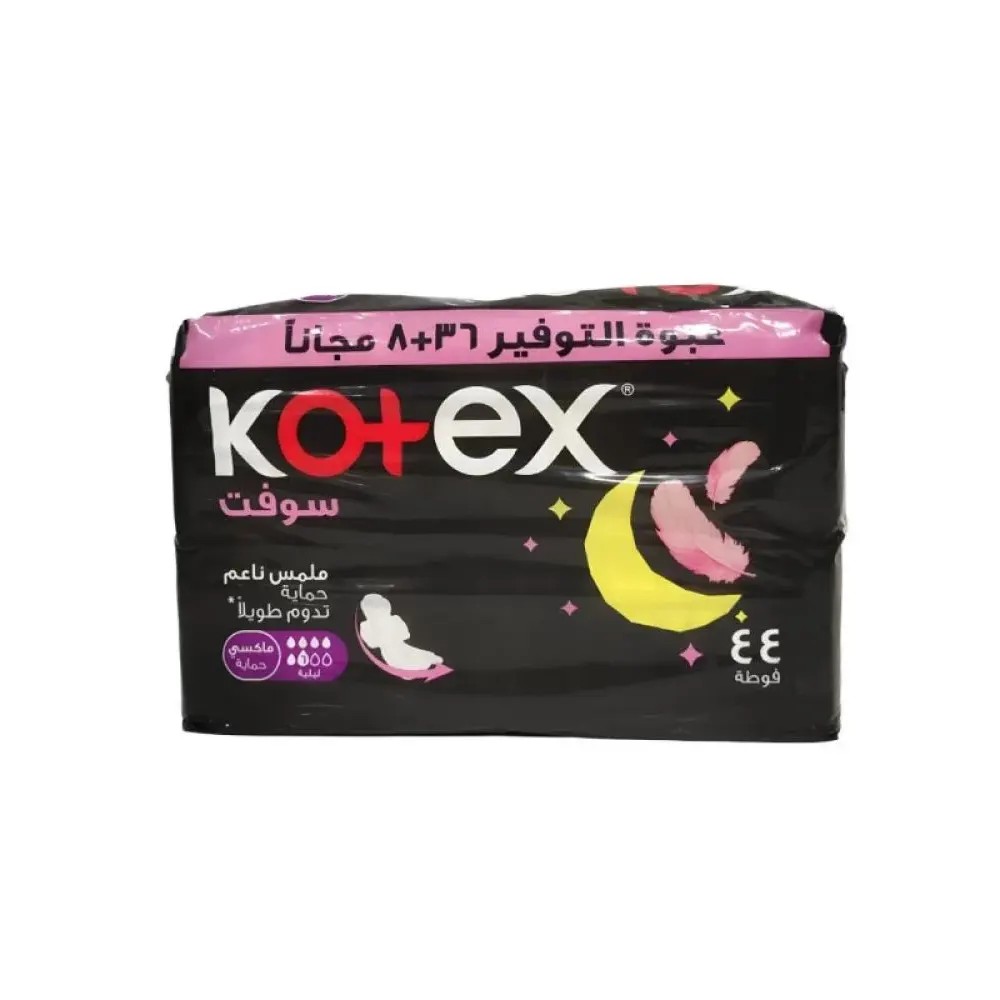 عبوة التوفير ٣٦+٨ مجاناً
Kotex®
سوفت
ملمس ناعم
حماية
تدوم طويلاً*
ماكسي
حماية
ليلية
٤٤
فوطة